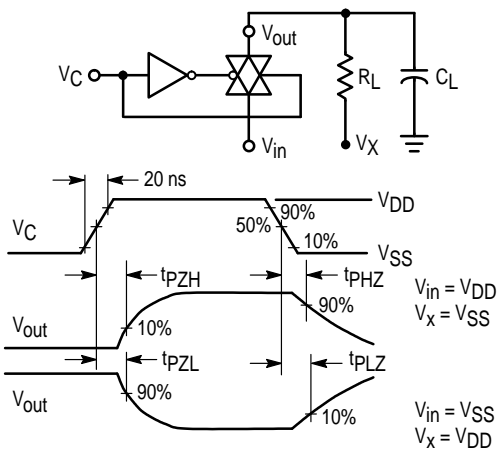 Vout
VC
RL
CL
Vin
VX
20 ns
VDD
90%
50%
VC
10%
VSS
tPZH
tPHZ
90%
Vin = VDD
Vx = VSS
10%
Vout
tPZL
tPLZ
90%
Vout
10%
Vin = VSS
Vx = VDD